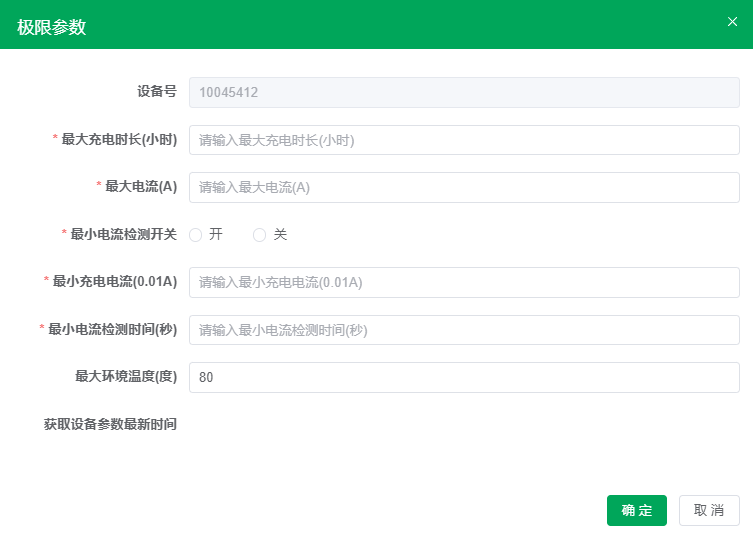 极限参数
设备号 10045412
* 最大充电时长(小时) 请输入最大充电时长(小时)
* 最大电流(A) 请输入最大电流(A)
* 最小电流检测开关 开 关
* 最小充电电流(0.01A) 请输入最小充电电流(0.01A)
* 最小电流检测时间(秒) 请输入最小电流检测时间(秒)
最大环境温度(度) 80
获取设备参数最新时间
确定 取消